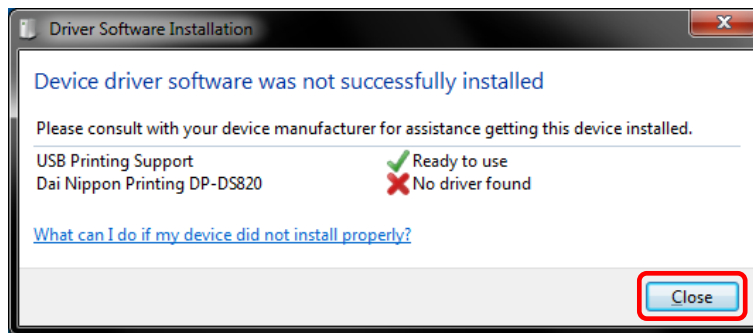 Driver Software Installation
Device driver software was not successfully installed
Please consult with your device manufacturer for assistance getting this device installed.
USB Printing Support Ready to use
Dai Nippon Printing DP-DS820 No driver found
What can I do if my device did not install properly?
Close